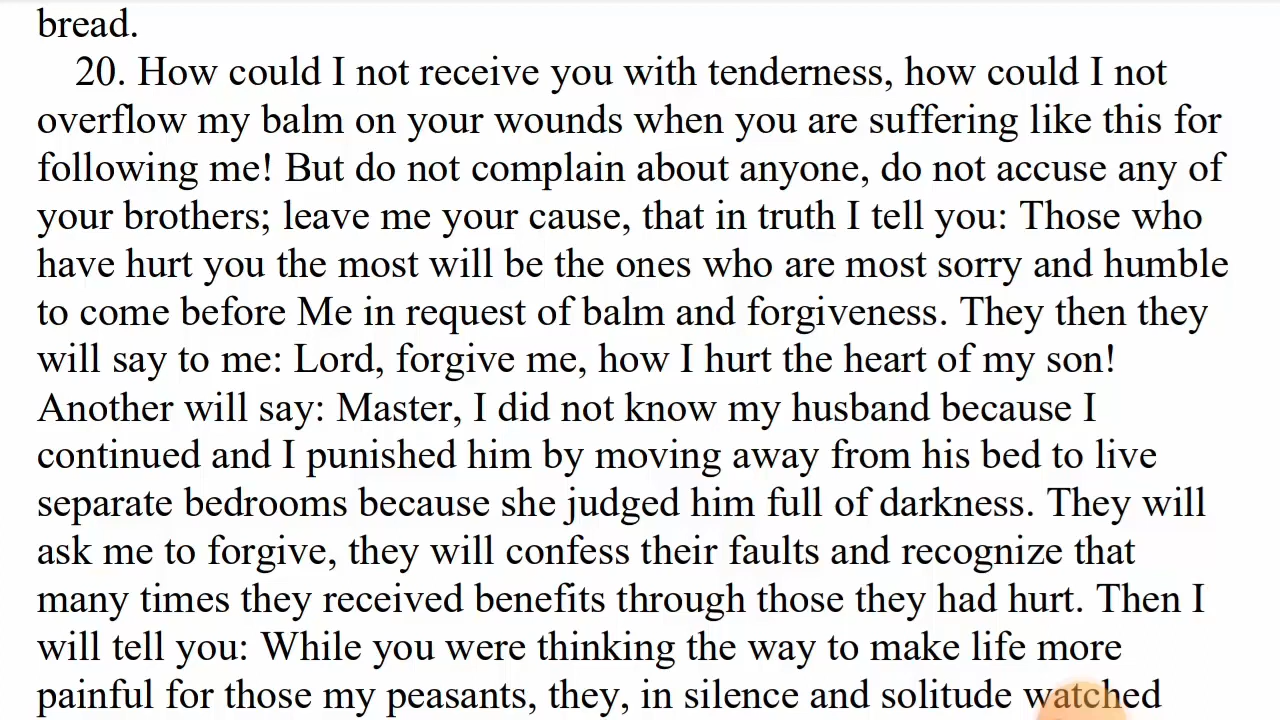 bread.
20. How could I not receive you with tenderness, how could I not
overflow my balm on your wounds when you are suffering like this for
following me! But do not complain about anyone, do not accuse any of
your brothers; leave me your cause, that in truth I tell you: Those who
have hurt you the most will be the ones who are most sorry and humble
to come before Me in request of balm and forgiveness. They then they
will say to me: Lord, forgive me, how I hurt the heart of my son!
Another will say: Master, I did not know my husband because I
continued and I punished him by moving away from his bed to live
separate bedrooms because she judged him full of darkness. They will
ask me to forgive, they will confess their faults and recognize that
many times they received benefits through those they had hurt. Then I
will tell you: While you were thinking the way to make life more
painful for those my peasants, they, in silence and solitude watched